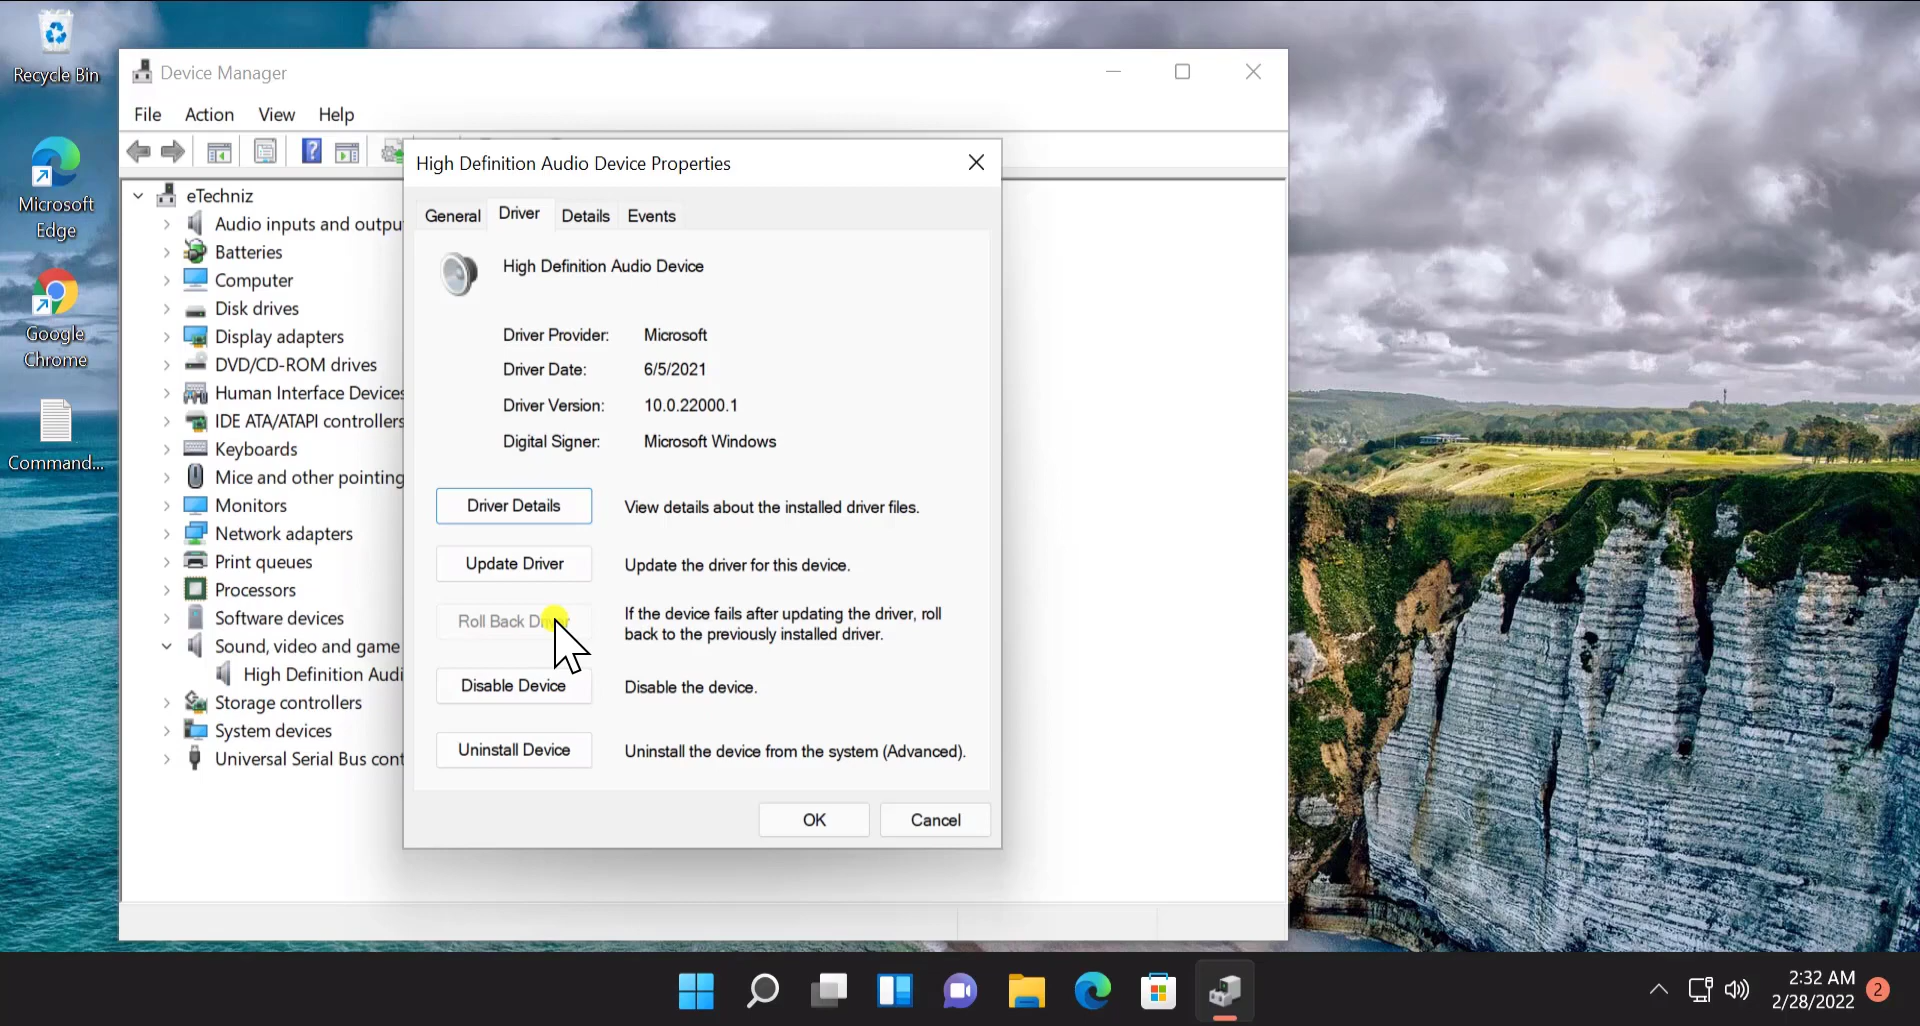 Recycle Bin
Microsoft
Edge
Google
Chrome
Command...
Device Manager
File Action View Help
eTechniz
Audio inputs and outpu
Batteries
Computer
Disk drives
Display adapters
DVD/CD-ROM drives
Human Interface Devices
IDE ATA/ATAPI controllers
Keyboards
Mice and other pointing
Monitors
Network adapters
Print queues
Processors
Software devices
Sound, video and game
High Definition Audi
Storage controllers
System devices
Universal Serial Bus cont
High Definition Audio Device Properties
General Driver Details Events
High Definition Audio Device
Driver Provider: Microsoft
Driver Date: 6/5/2021
Driver Version: 10.0.22000.1
Digital Signer: Microsoft Windows
Driver Details View details about the installed driver files.
Update Driver Update the driver for this device.
Roll Back Driver If the device fails after updating the driver, roll
back to the previously installed driver.
Disable Device Disable the device.
Uninstall Device Uninstall the device from the system (Advanced).
OK Cancel
2:32 AM
2/28/2022
2